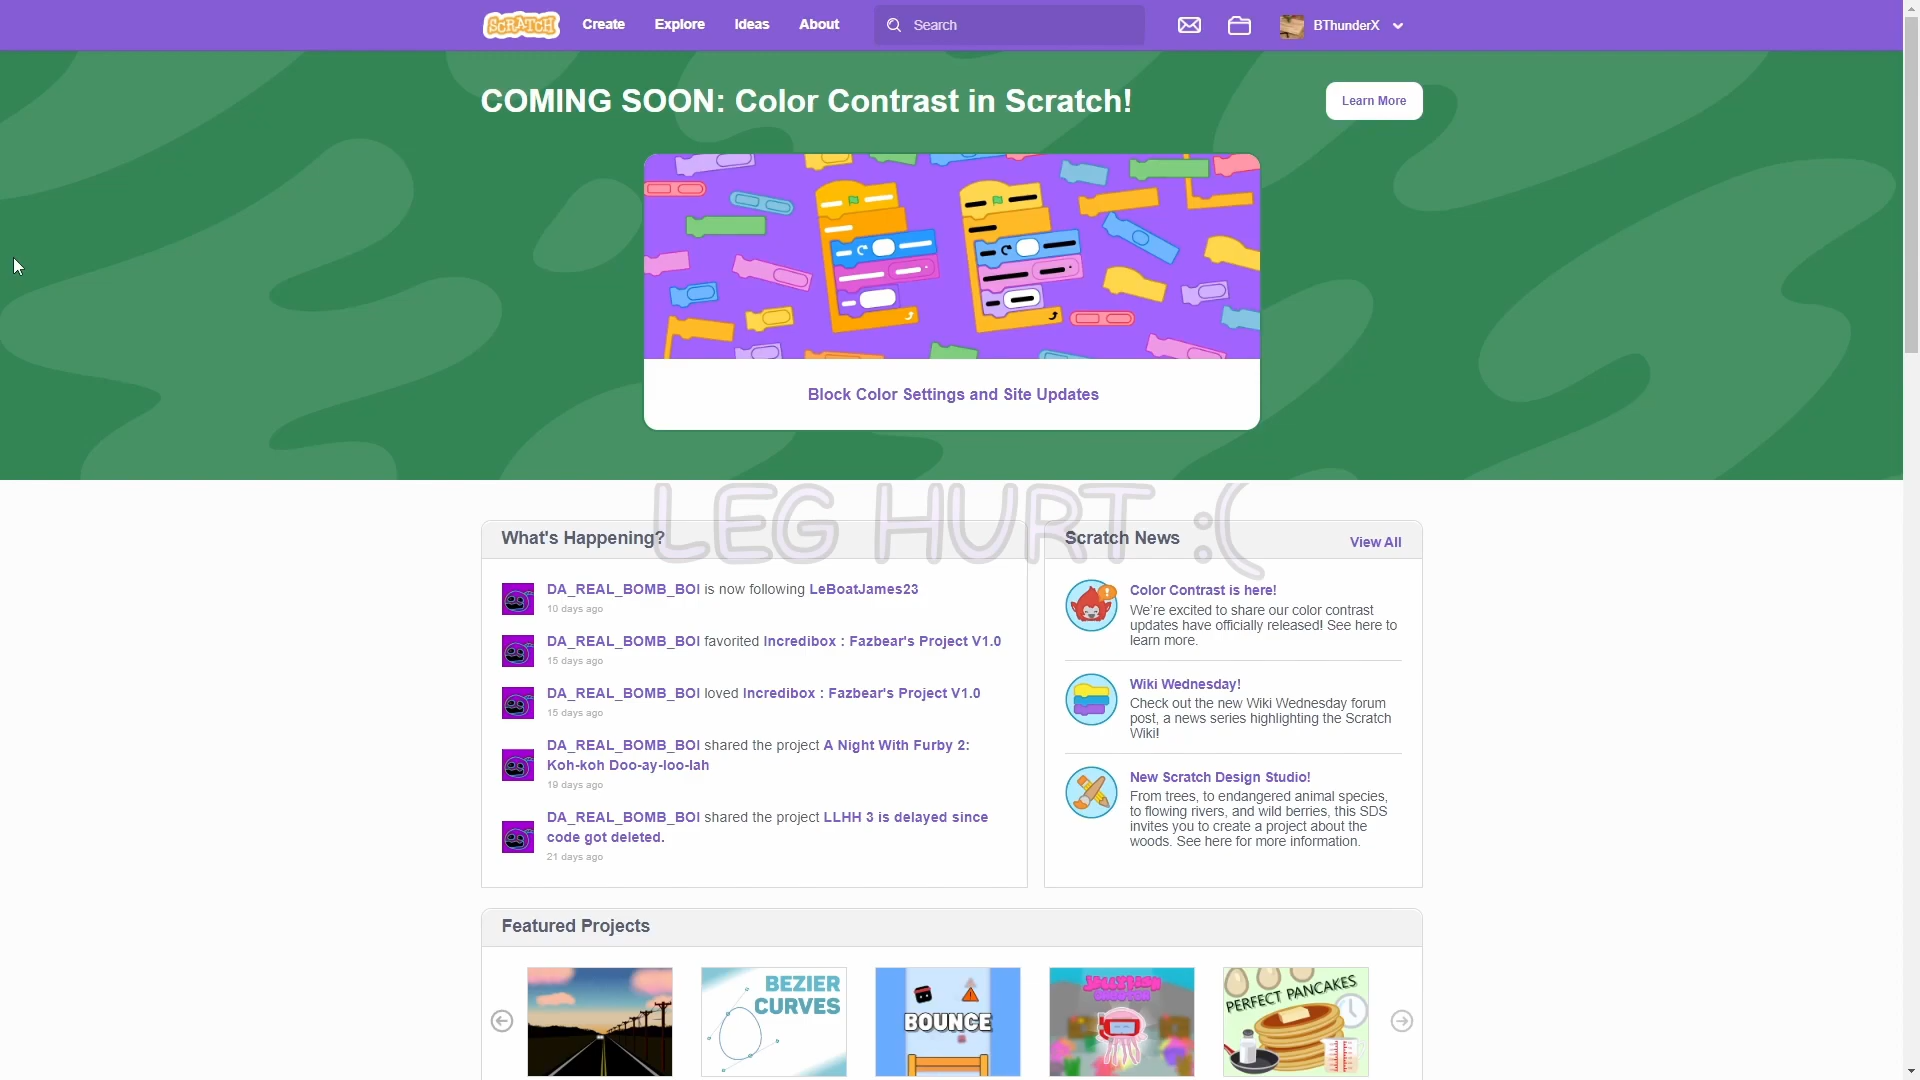 SCRATCH Create Explore Ideas About Search BThunderX
COMING SOON: Color Contrast in Scratch!
Learn More
Block Color Settings and Site Updates
LEG HURT :(
What's Happening?
DA_REAL_BOMB_BOI is now following LeBoatJames23
10 days ago
DA_REAL_BOMB_BOI favorited Incredibox : Fazbear's Project V1.0
15 days ago
DA_REAL_BOMB_BOI loved Incredibox : Fazbear's Project V1.0
15 days ago
DA_REAL_BOMB_BOI shared the project A Night With Furby 2:
Koh-koh Doo-ay-loo-lah
19 days ago
DA_REAL_BOMB_BOI shared the project LLHH 3 is delayed since
code got deleted.
21 days ago
Scratch News
View All
Color Contrast is here!
We're excited to share our color contrast
updates have officially released! See here to
learn more.
Wiki Wednesday!
Check out the new Wiki Wednesday forum
post, a news series highlighting the Scratch
Wiki!
New Scratch Design Studio!
From trees, to endangered animal species,
to flowing rivers, and wild berries, this SDS
invites you to create a project about the
woods. See here for more information.
Featured Projects
BEZIER
CURVES
BOUNCE
JELLYFISH
SHOOTER
PERFECT PANCAKES